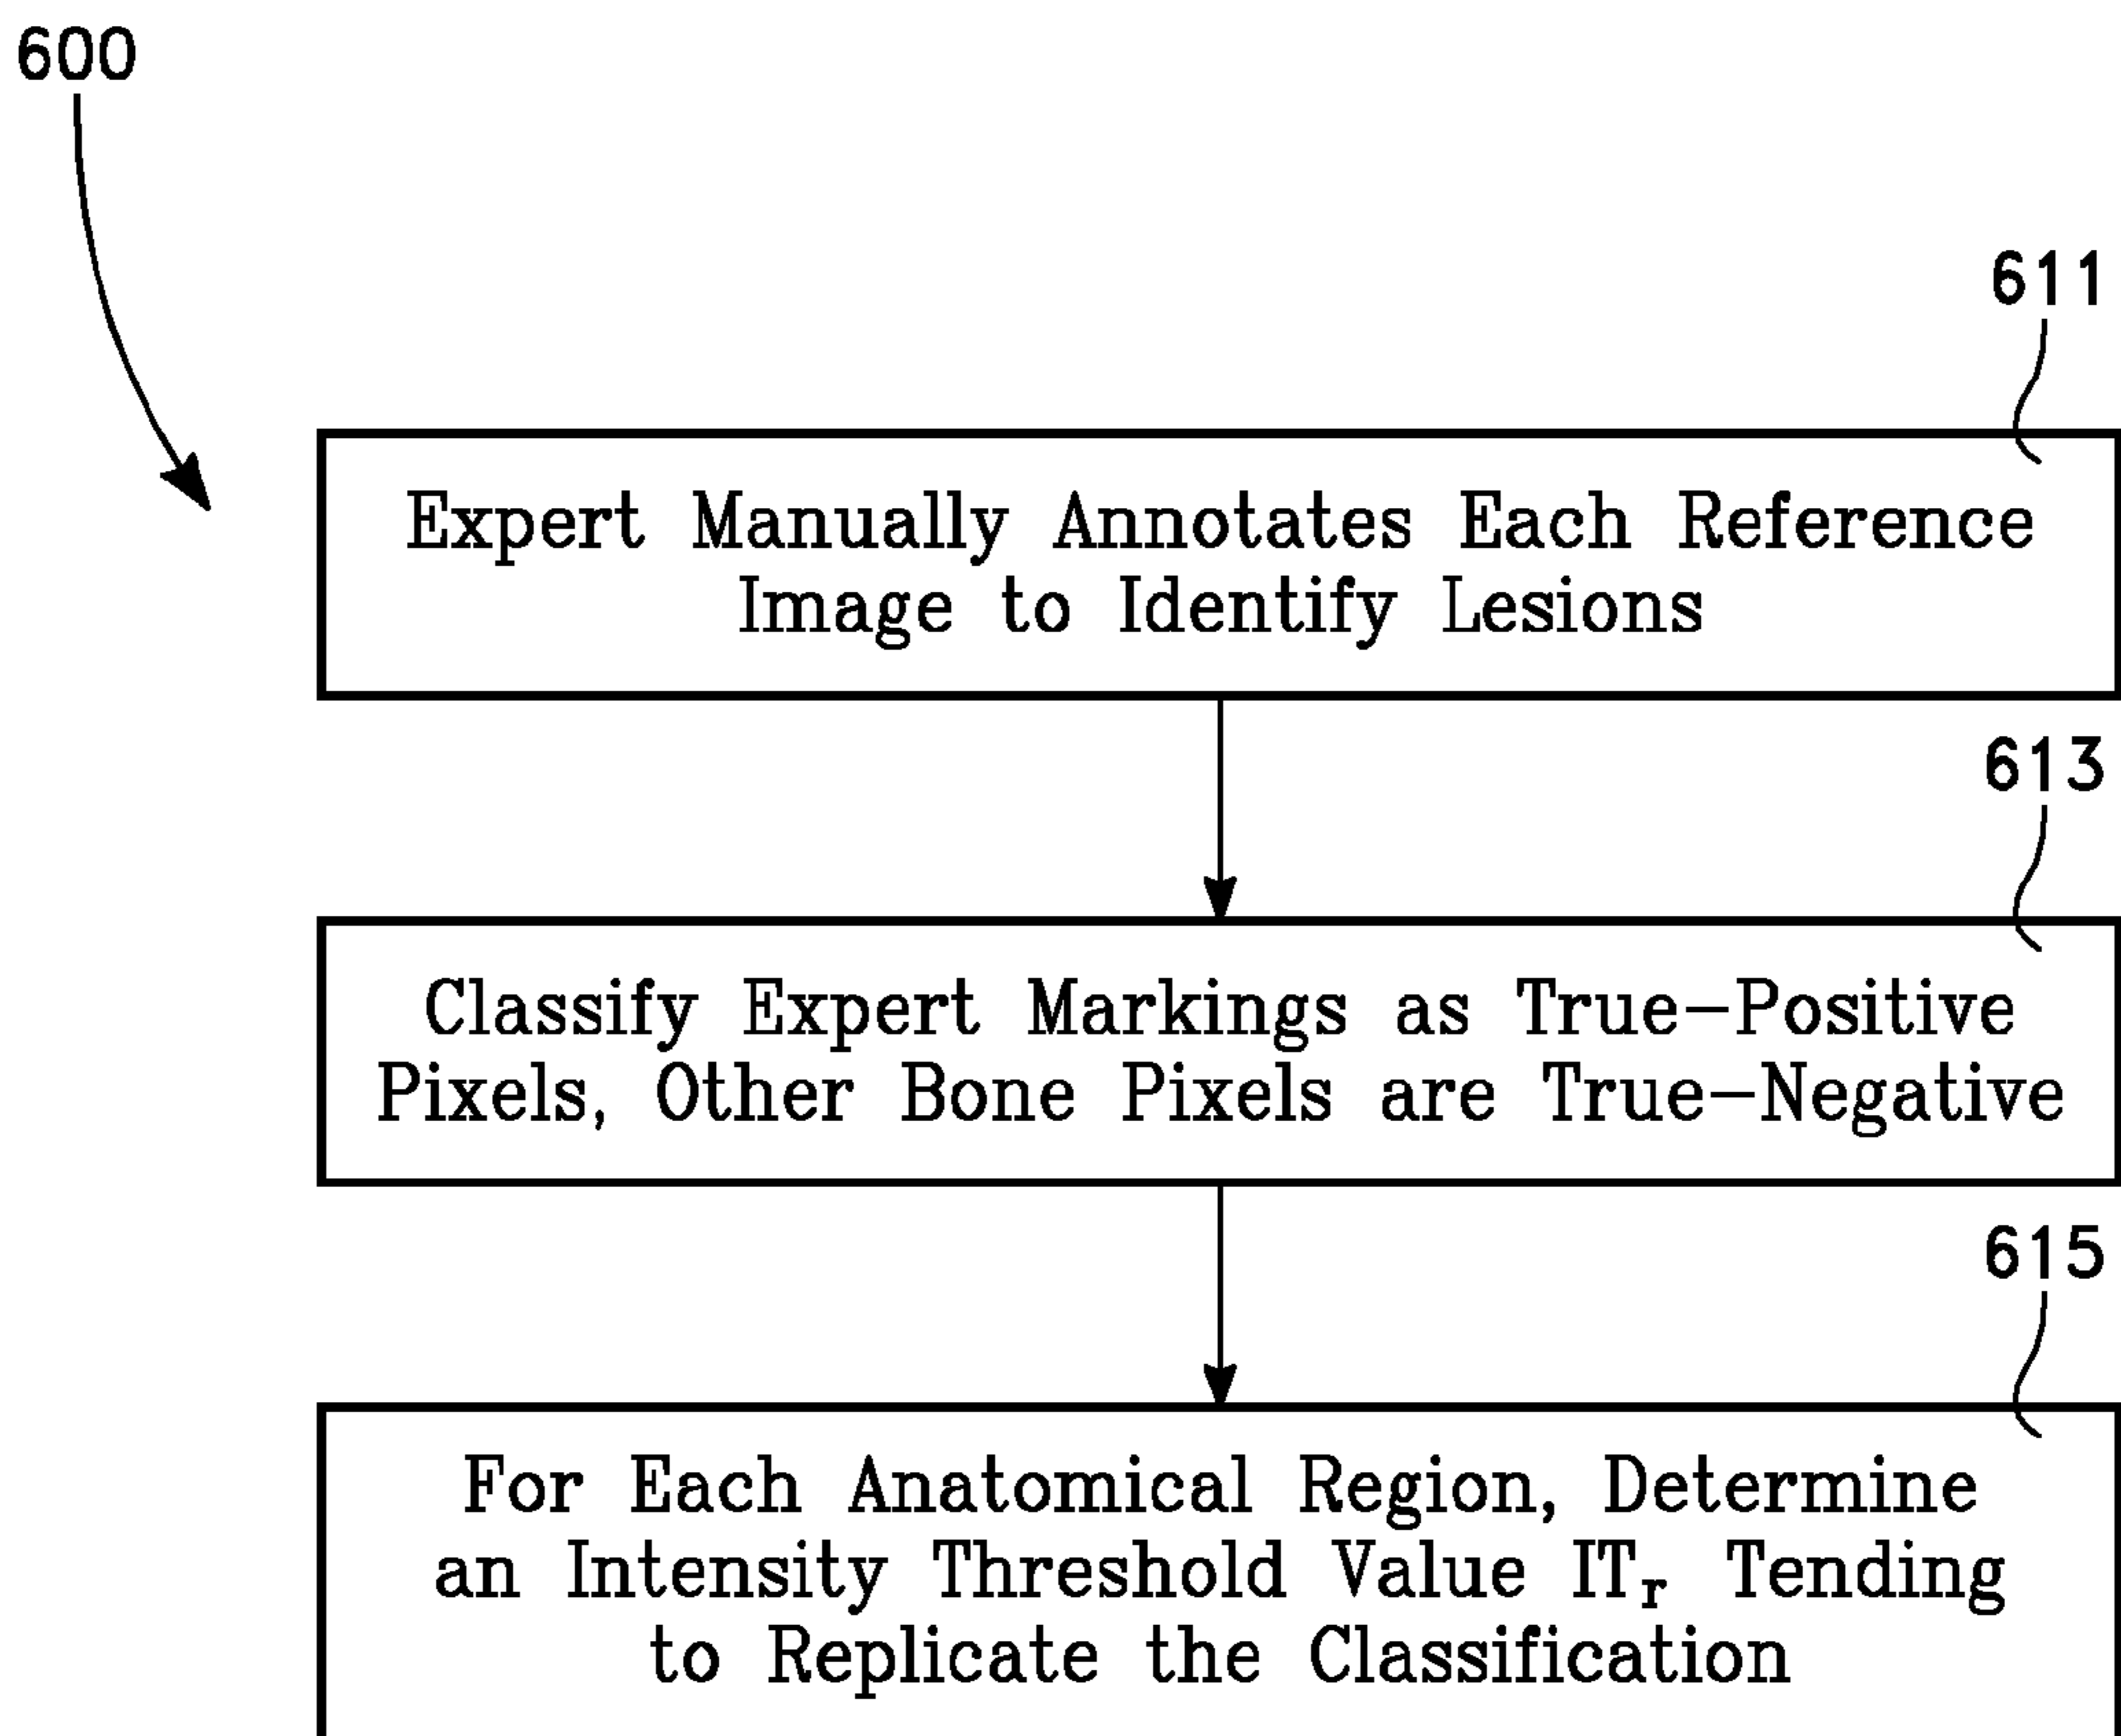 600
611
Expert Manually Annotates Each Reference
Image to Identify Lesions
613
Classify Expert Markings as True-Positive
Pixels, Other Bone Pixels are True-Negative
615
For Each Anatomical Region, Determine
an Intensity Threshold Value ITᵣ Tending
to Replicate the Classification